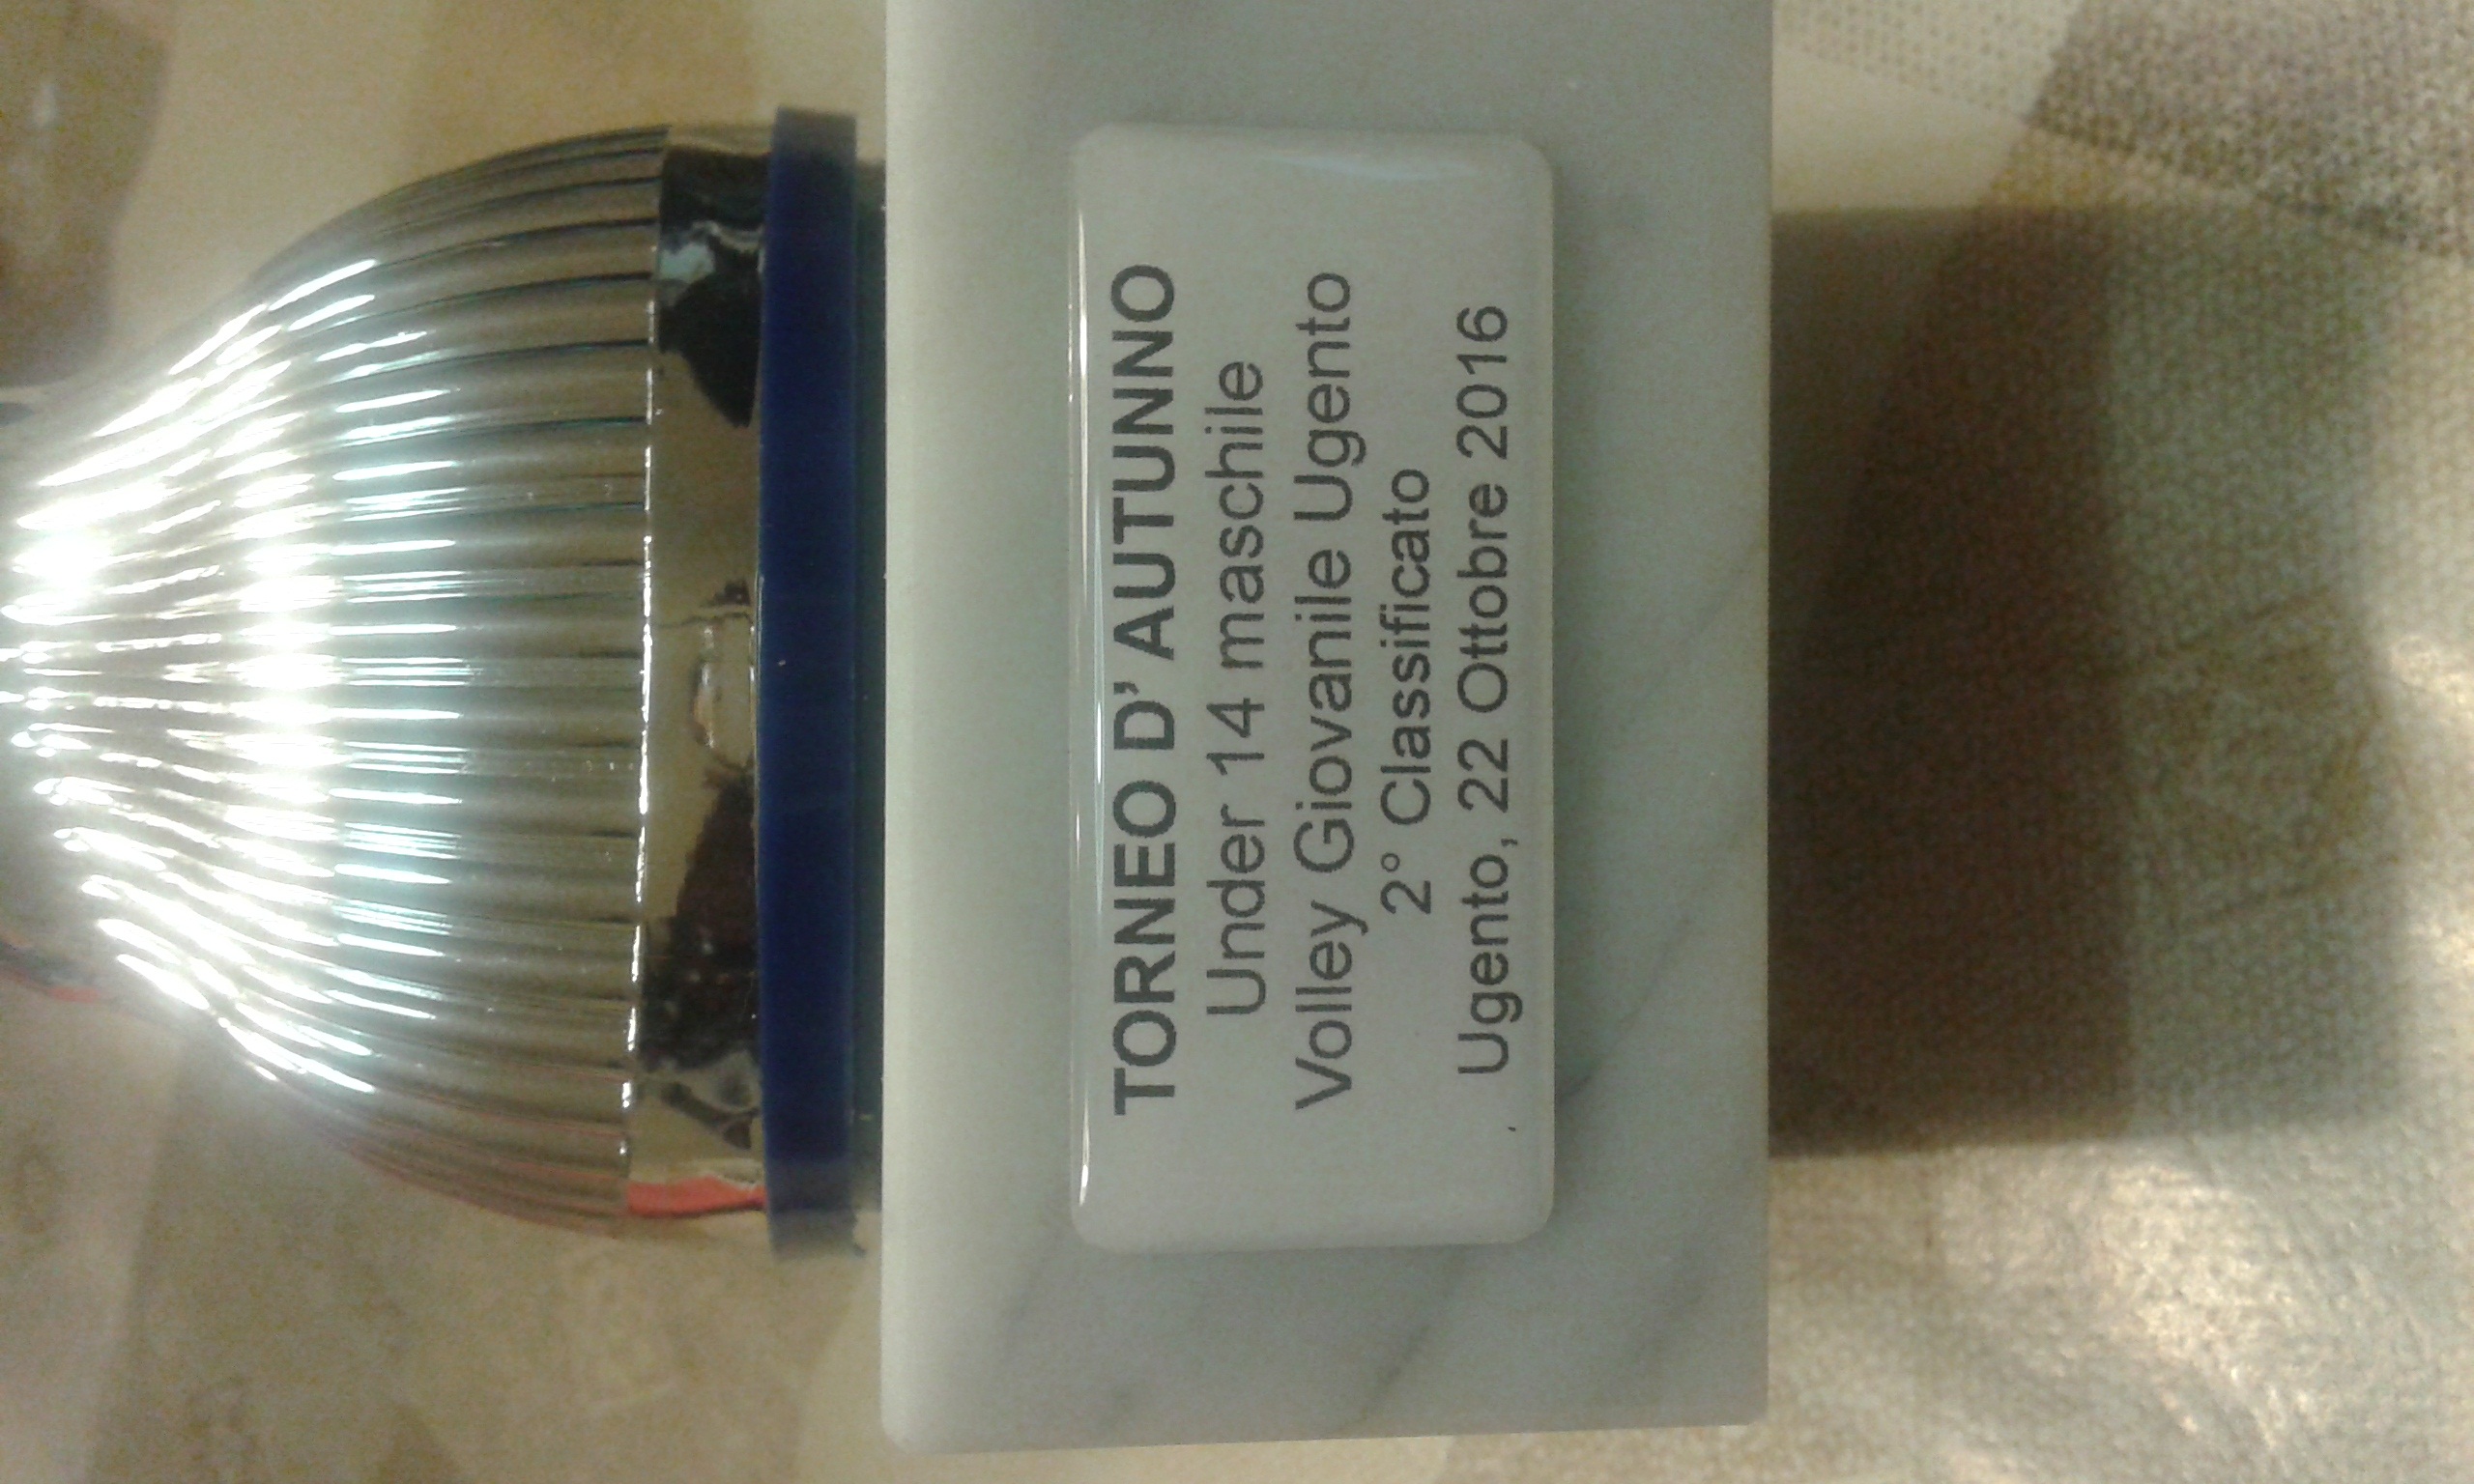 TORNEO D' AUTUNNO
Under 14 maschile
Volley Giovanile Ugento
2° Classificato
Ugento, 22 Ottobre 2016